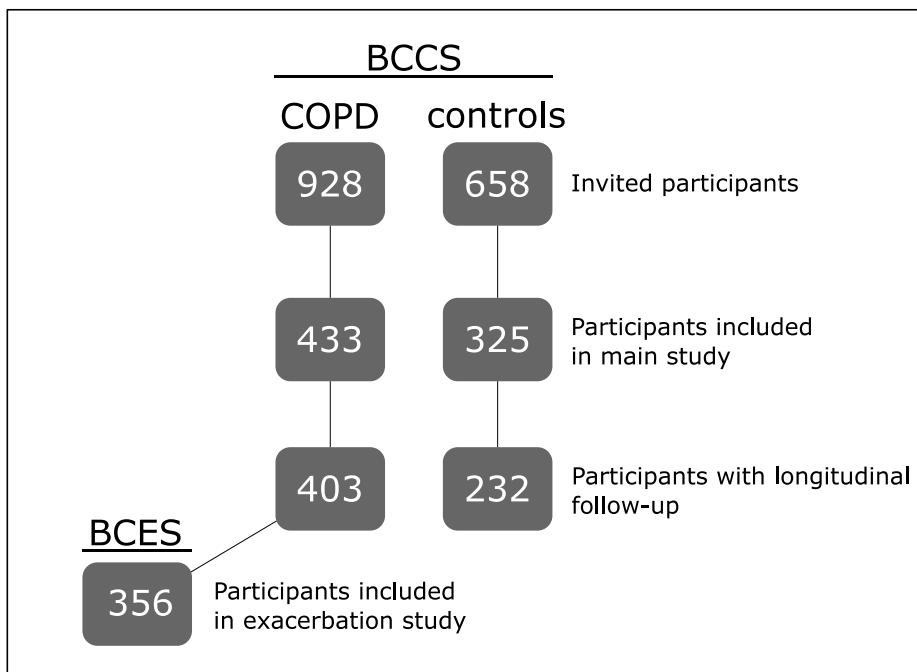 BCCS
COPD controls
928 658 Invited participants
433 325 Participants included
in main study
403 232 Participants with longitudinal
follow-up
BCES
356 Participants included
in exacerbation study